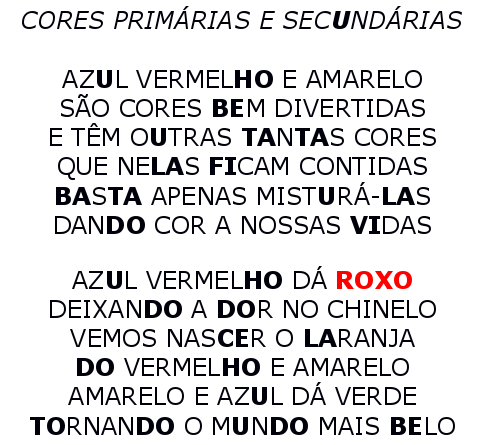 CORES PRIMÁRIAS E SECUNDÁRIAS
AZUL VERMELHO E AMARELO
SÃO CORES BEM DIVERTIDAS
E TÊM OUTRAS TANTAS CORES
QUE NELAS FICAM CONTIDAS
BASTA APENAS MISTURÁ-LAS
DANDO COR A NOSSAS VIDAS
AZUL VERMELHO DÁ ROXO
DEIXANDO A DOR NO CHINELO
VEMOS NASCER O LARANJA
DO VERMELHO E AMARELO
AMARELO E AZUL DÁ VERDE
TORNANDO O MUNDO MAIS BELO